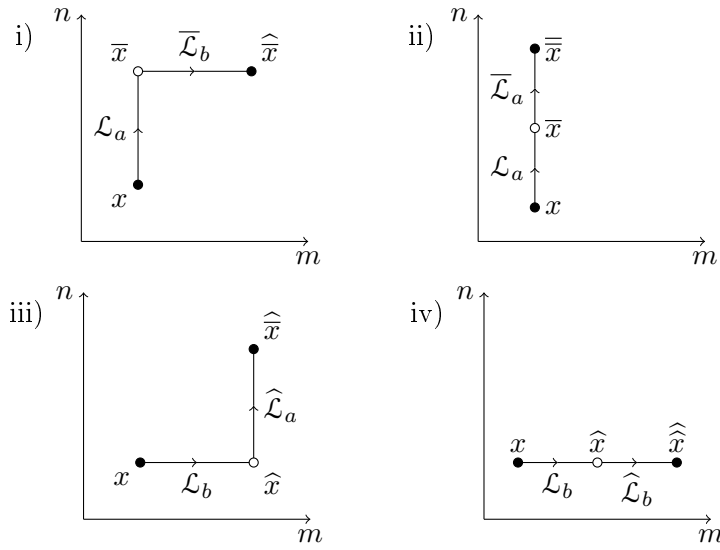 i)
n
x̅
ℒ̅_b
x̅̂
ℒ_a
x
m
ii)
n
x̿
ℒ̅_a
x̅
ℒ_a
x
m
iii)
n
x̅̂
ℒ̂_a
x
ℒ_b
x̂
m
iv)
n
x
x̂
x̂̂
ℒ_b
ℒ̂_b
m